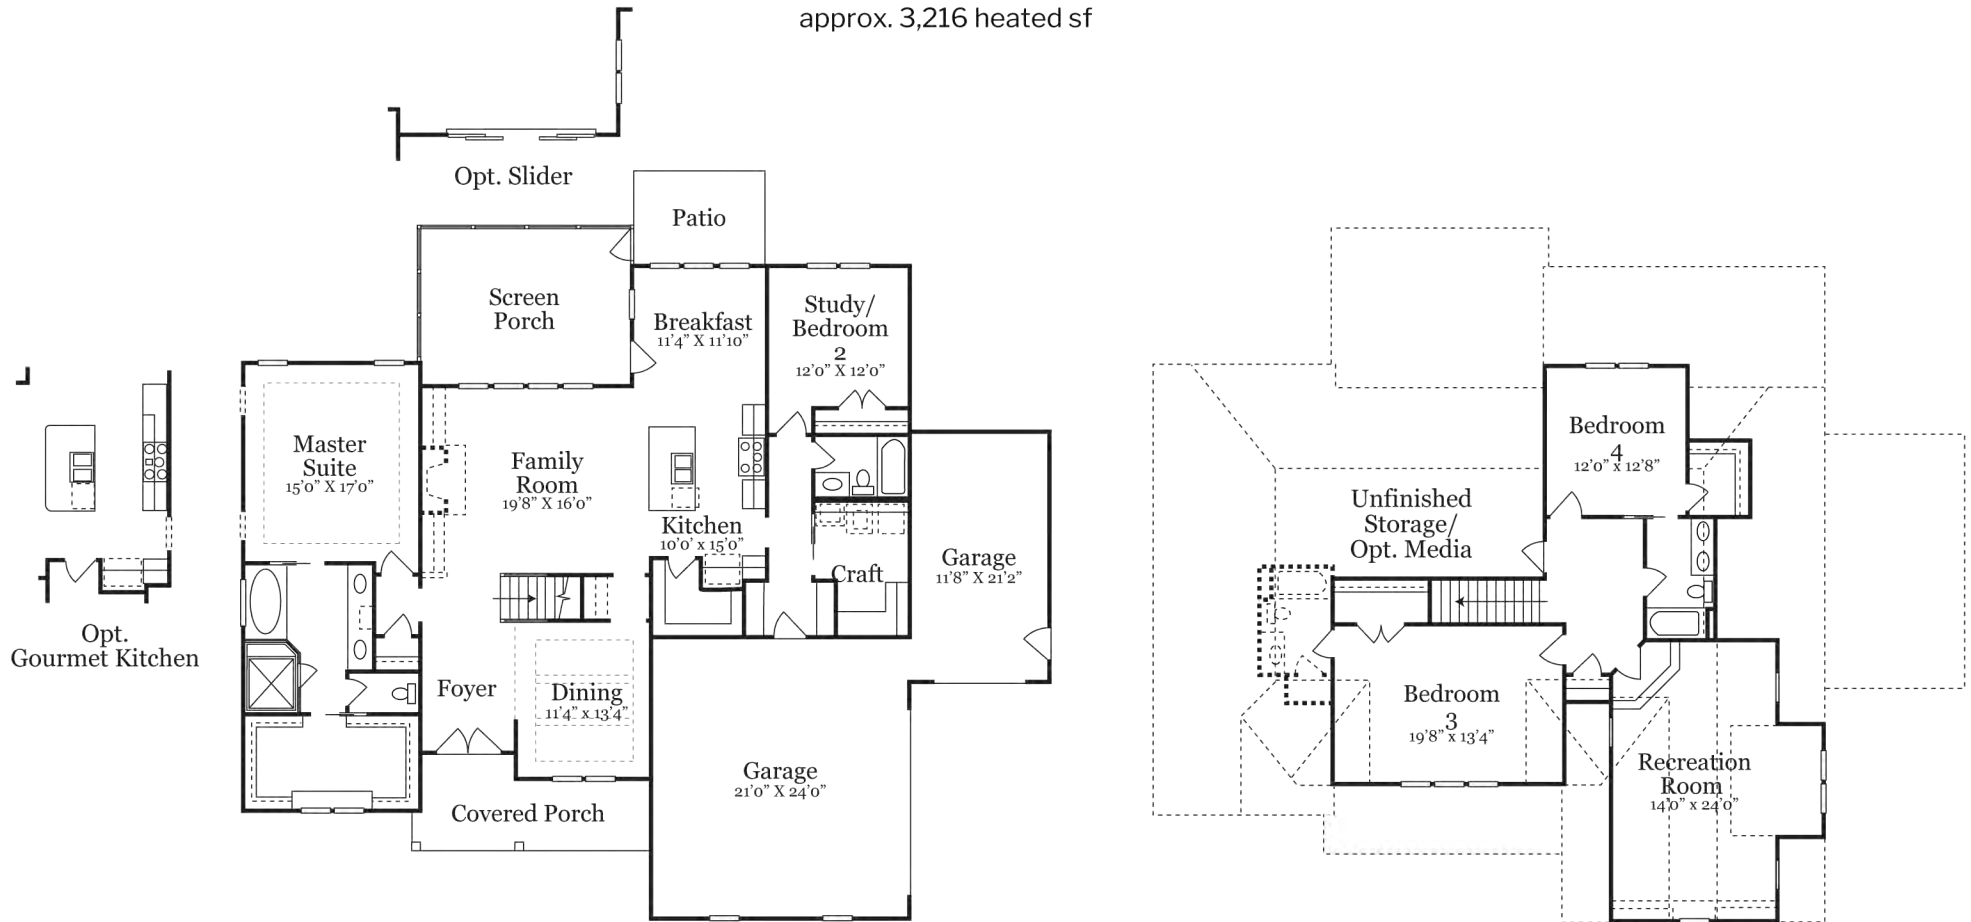 approx. 3,216 heated sf
Opt. Slider
Patio
Screen
Porch
Breakfast
11'4" X 11'10"
Study/
Bedroom
2
12'0" X 12'0"
Master
Suite
15'0" X 17'0"
Family
Room
19'8" X 16'0"
Kitchen
10'0' x 15'0"
Craft
Garage
11'8" X 21'2"
Opt.
Gourmet Kitchen
Foyer
Dining
11'4" x 13'4"
Garage
21'0" X 24'0"
Covered Porch
Bedroom
4
12'0" x 12'8"
Unfinished
Storage/
Opt. Media
Bedroom
3
19'8" x 13'4"
Recreation
Room
14'0" x 24'0"